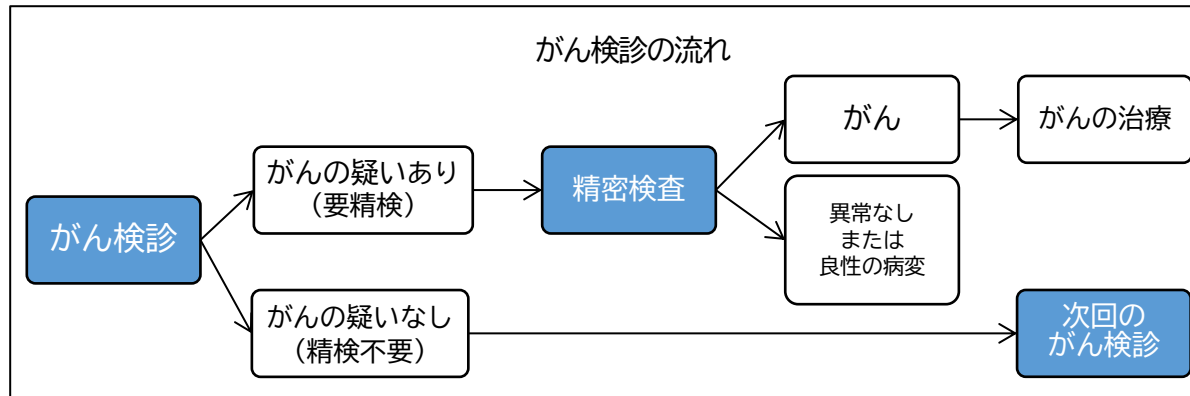 がん検診の流れ
がん検診
がんの疑いあり
（要精検）
精密検査
がん
がんの治療
異常なし
または
良性の病変
がんの疑いなし
（精検不要）
次回の
がん検診